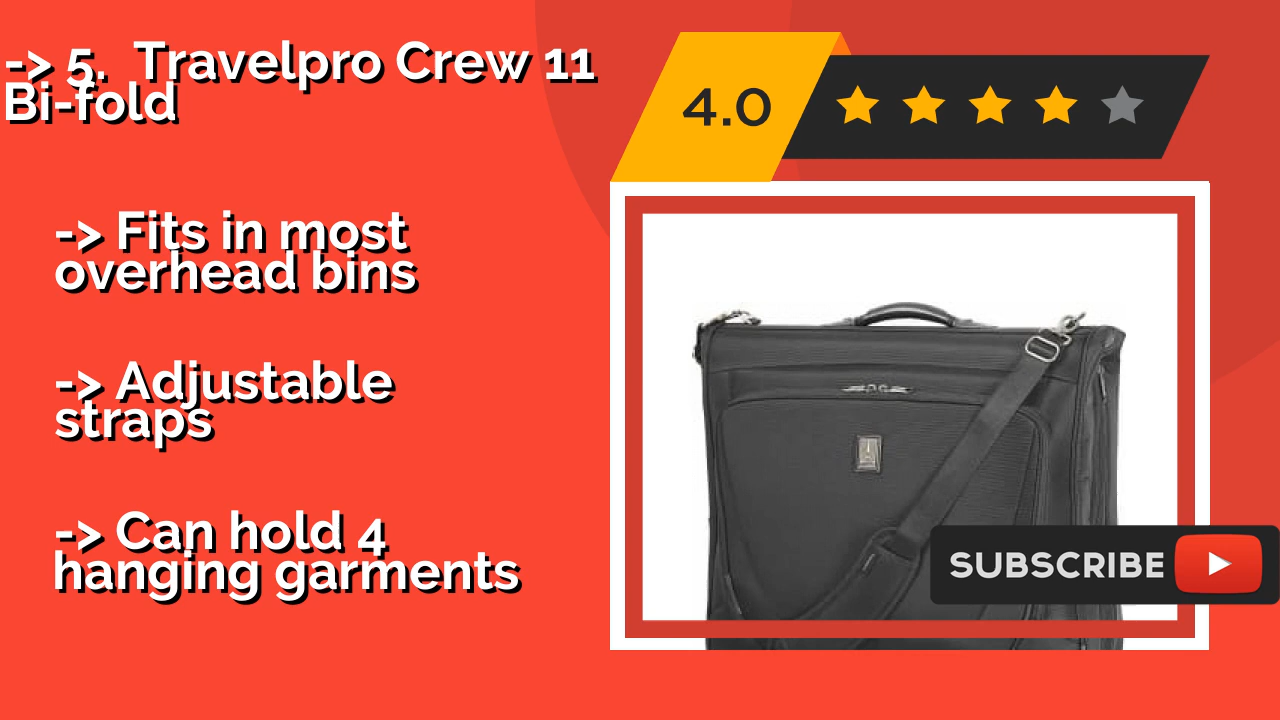 -> 5.  Travelpro Crew 11
Bi-fold
4.0
-> Fits in most
overhead bins
-> Adjustable
straps
-> Can hold 4
hanging garments
SUBSCRIBE